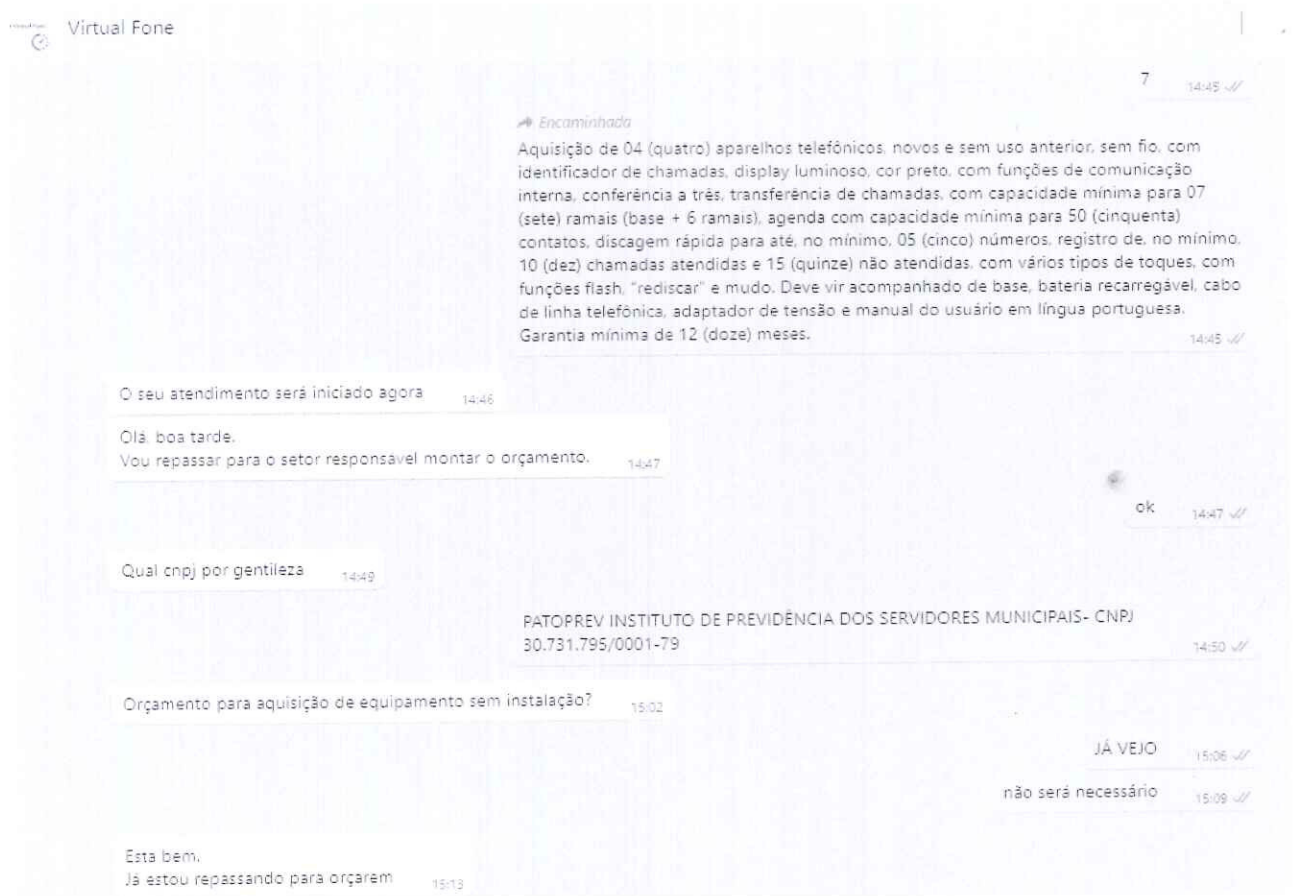 Virtual Fone
7 14:45
Encaminhada
Aquisição de 04 (quatro) aparelhos telefônicos, novos e sem uso anterior, sem fio, com
identificador de chamadas, display luminoso, cor preto, com funções de comunicação
interna, conferência a três, transferência de chamadas, com capacidade mínima para 07
(sete) ramais (base + 6 ramais), agenda com capacidade mínima para 50 (cinquenta)
contatos, discagem rápida para até, no mínimo, 05 (cinco) números, registro de, no mínimo,
10 (dez) chamadas atendidas e 15 (quinze) não atendidas, com vários tipos de toques, com
funções flash, "rediscar" e mudo. Deve vir acompanhado de base, bateria recarregável, cabo
de linha telefônica, adaptador de tensão e manual do usuário em língua portuguesa.
Garantia mínima de 12 (doze) meses. 14:45
O seu atendimento será iniciado agora 14:46
Olá, boa tarde.
Vou repassar para o setor responsável montar o orçamento. 14:47
ok 14:47
Qual cnpj por gentileza 14:49
PATOPREV INSTITUTO DE PREVIDÊNCIA DOS SERVIDORES MUNICIPAIS- CNPJ
30.731.795/0001-79 14:50
Orçamento para aquisição de equipamento sem instalação? 15:02
JÁ VEJO 15:06
não será necessário 15:09
Esta bem.
Já estou repassando para orçarem 15:13